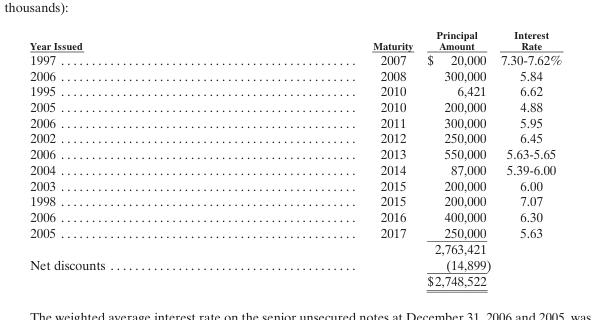 thousands):
Principal Interest
Year Issued Maturity Amount Rate
1997 ................................................ 2007 $ 20,000 7.30-7.62%
2006 ................................................ 2008 300,000 5.84
1995 ................................................ 2010 6,421 6.62
2005 ................................................ 2010 200,000 4.88
2006 ................................................ 2011 300,000 5.95
2002 ................................................ 2012 250,000 6.45
2006 ................................................ 2013 550,000 5.63-5.65
2004 ................................................ 2014 87,000 5.39-6.00
2003 ................................................ 2015 200,000 6.00
1998 ................................................ 2015 200,000 7.07
2006 ................................................ 2016 400,000 6.30
2005 ................................................ 2017 250,000 5.63
2,763,421
Net discounts ........................................ (14,899)
$2,748,522
The weighted average interest rate on the senior unsecured notes at December 31, 2006 and 2005, was